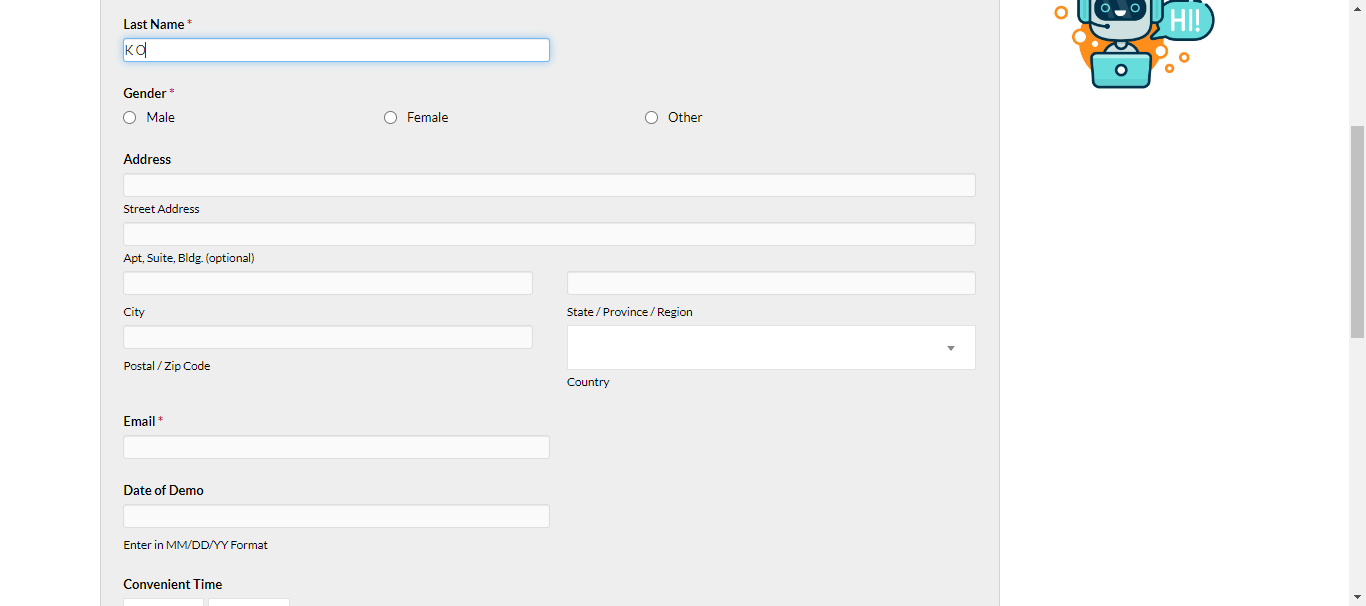 HI!
Last Name *
K O
Gender *
Male Female Other
Address
Street Address
Apt, Suite, Bldg. (optional)
City State / Province / Region
Postal / Zip Code
Country
Email *
Date of Demo
Enter in MM/DD/YY Format
Convenient Time